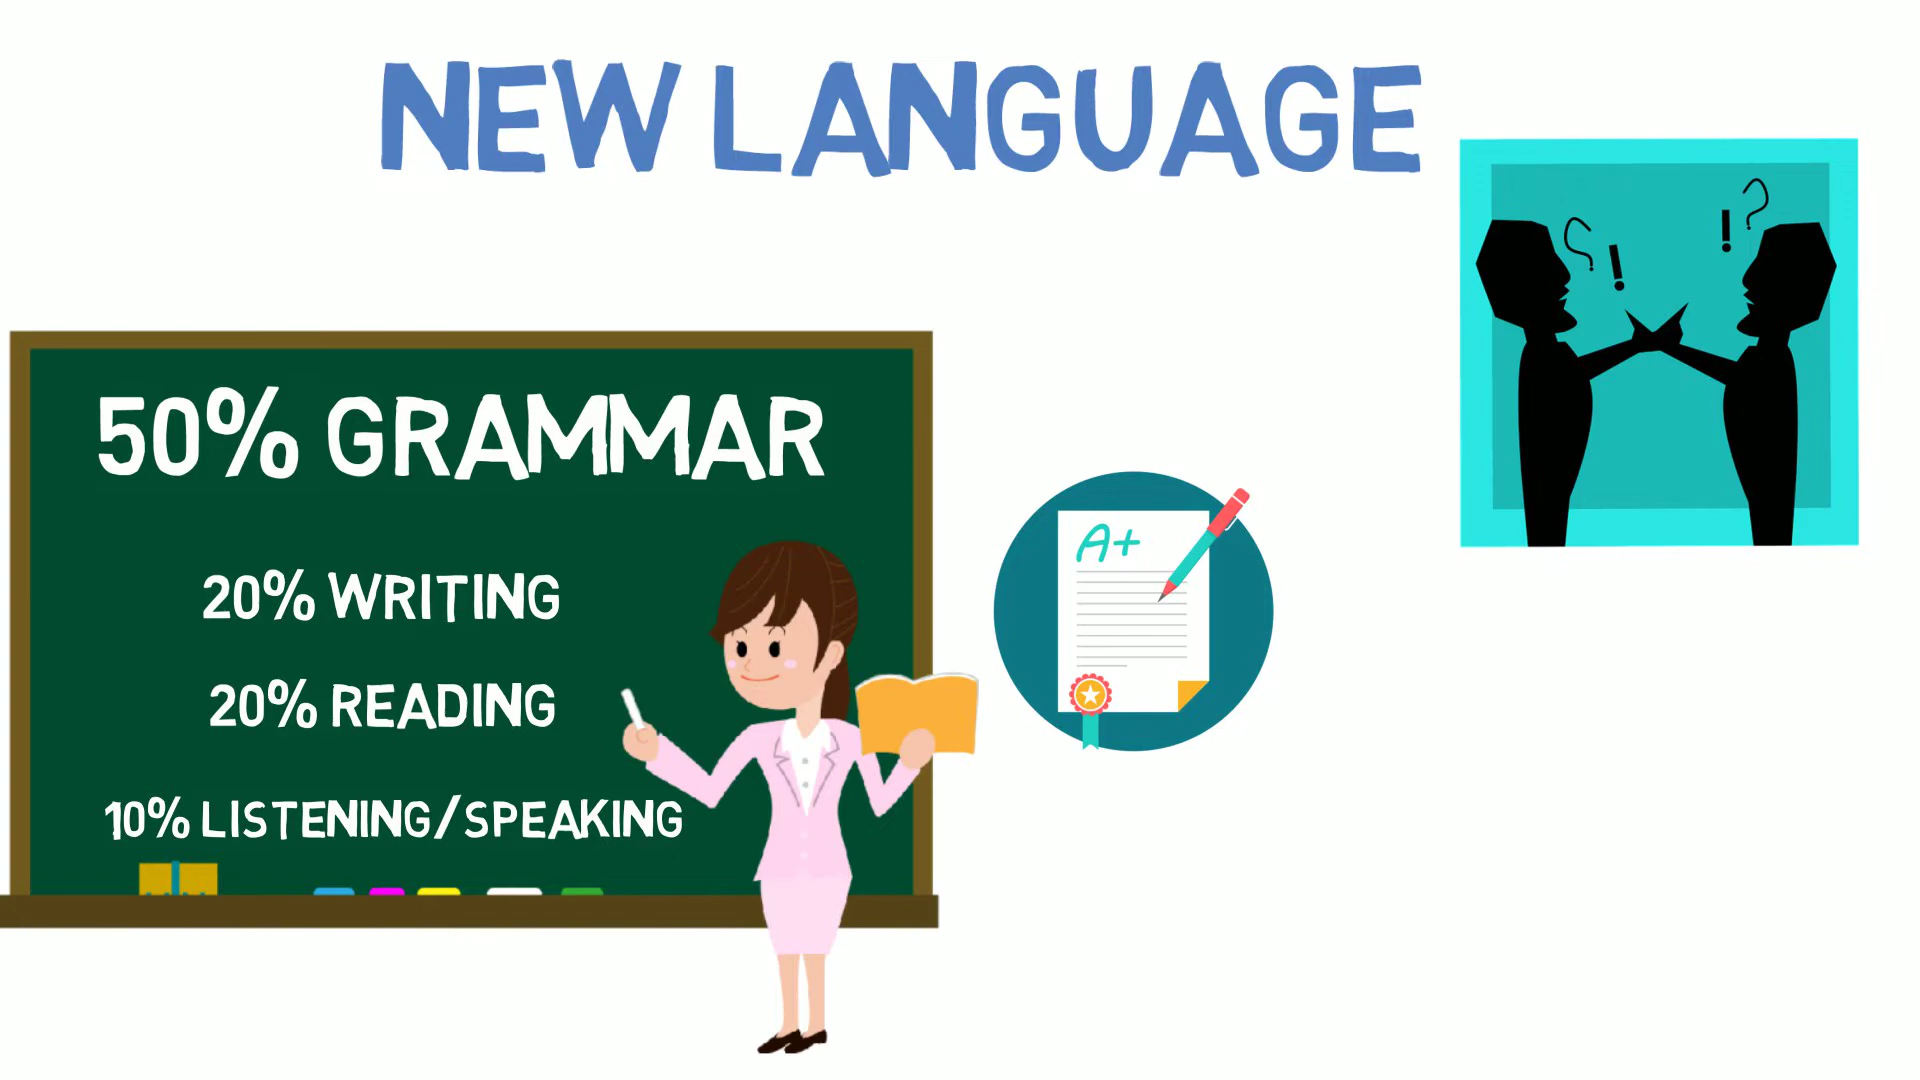 NEW LANGUAGE
50% GRAMMAR
20% WRITING
20% READING
10% LISTENING/SPEAKING
A+
? !
! ?